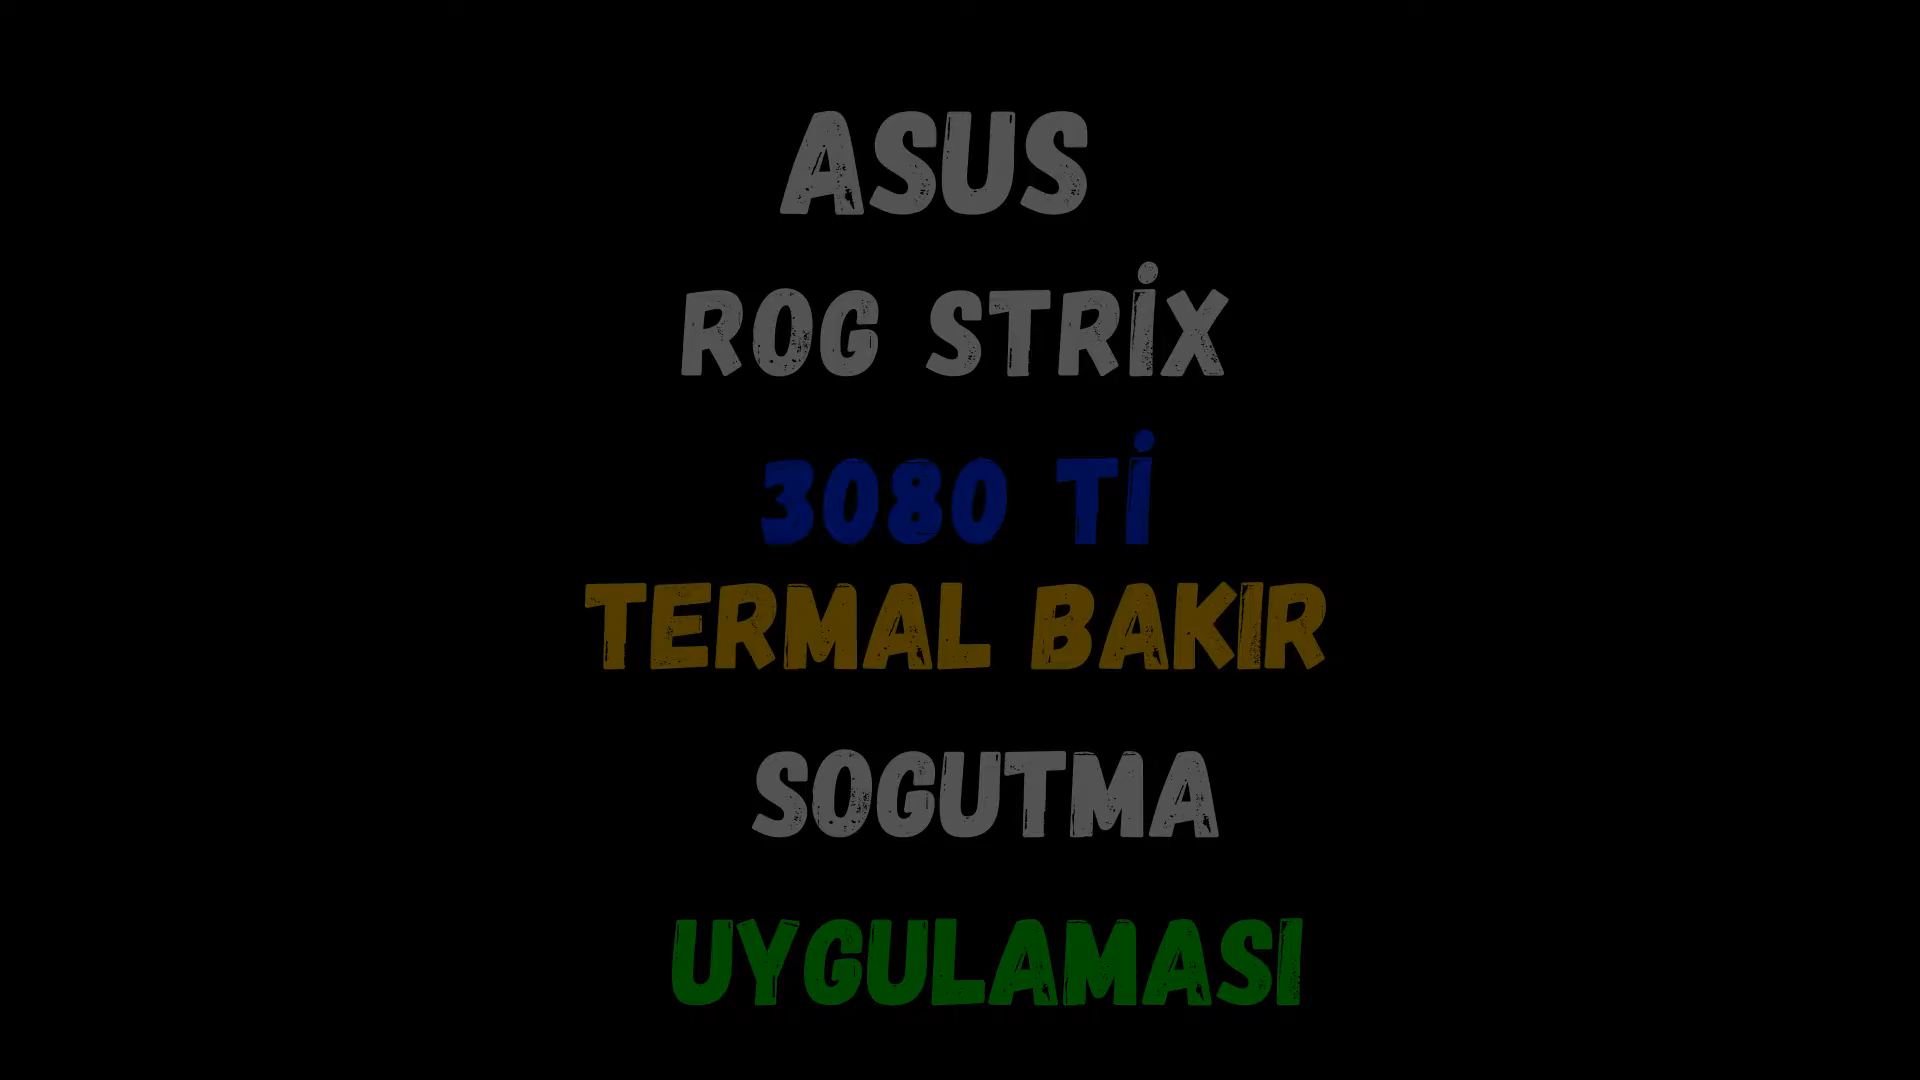 ASUS
ROG STRİX
3080 Tİ
TERMAL BAKIR
SOGUTMA
UYGULAMASI